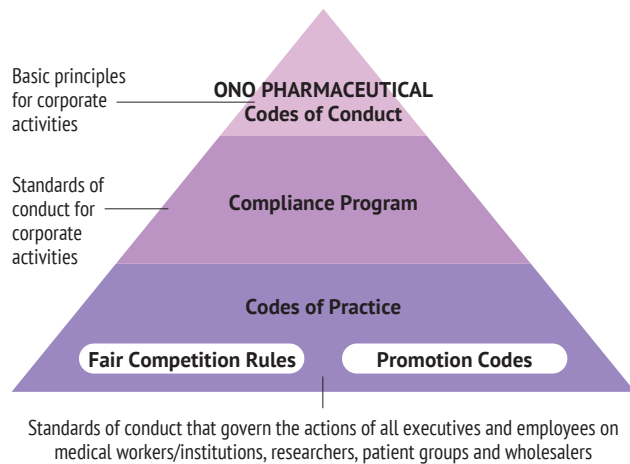 Basic principles
for corporate
activities
ONO PHARMACEUTICAL
Codes of Conduct
Standards of
conduct for
corporate
activities
Compliance Program
Codes of Practice
Fair Competition Rules
Promotion Codes
Standards of conduct that govern the actions of all executives and employees on
medical workers/institutions, researchers, patient groups and wholesalers